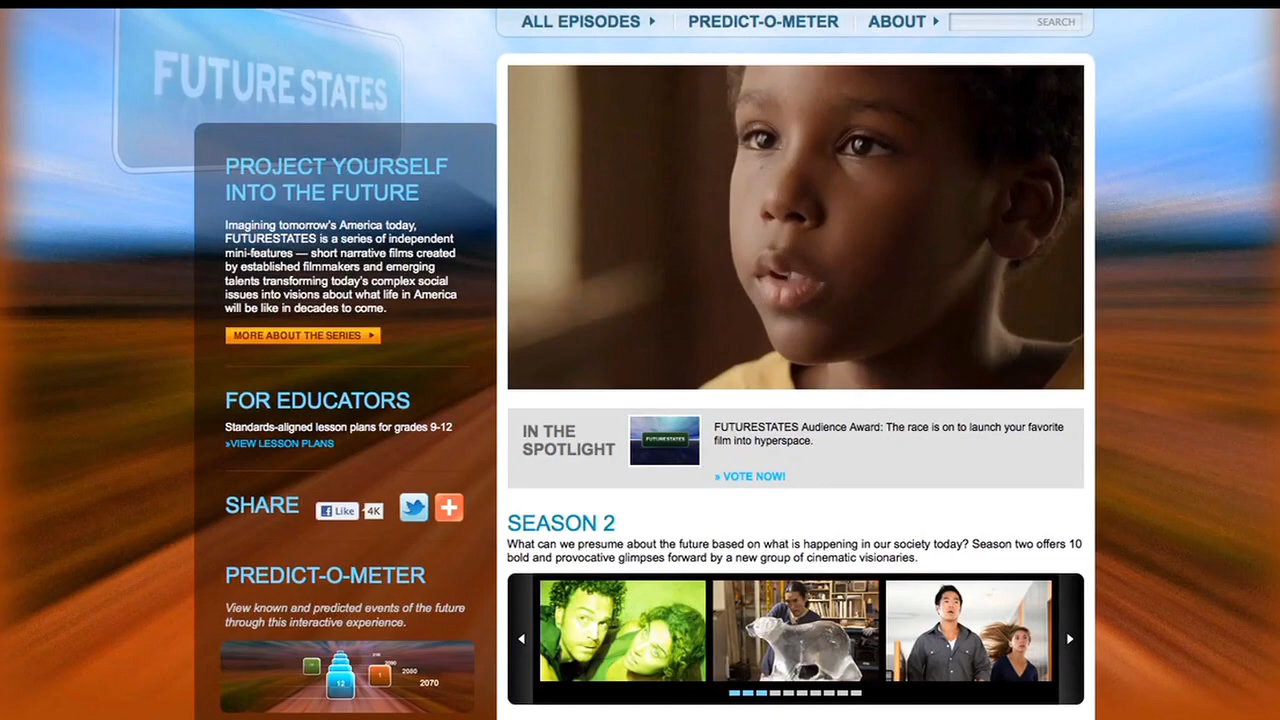 ALL EPISODES
PREDICT-O-METER
ABOUT
SEARCH
FUTURE STATES
PROJECT YOURSELF
INTO THE FUTURE
Imagining tomorrow's America today,
FUTURESTATES is a series of independent
mini-features — short narrative films created
by established filmmakers and emerging
talents transforming today's complex social
issues into visions about what life in America
will be like in decades to come.
MORE ABOUT THE SERIES
FOR EDUCATORS
Standards-aligned lesson plans for grades 9-12
»VIEW LESSON PLANS
SHARE
Like
4K
PREDICT-O-METER
View known and predicted events of the future
through this interactive experience.
12
1
2080
2070
IN THE
SPOTLIGHT
FUTURESTATES
FUTURESTATES Audience Award: The race is on to launch your favorite
film into hyperspace.
» VOTE NOW!
SEASON 2
What can we presume about the future based on what is happening in our society today? Season two offers 10
bold and provocative glimpses forward by a new group of cinematic visionaries.